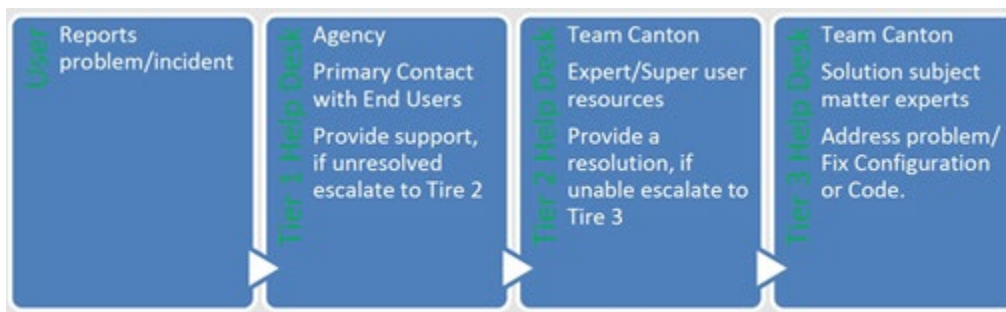 User
Reports
problem/incident
Tier 1 Help Desk
Agency
Primary Contact
with End Users
Provide support,
if unresolved
escalate to Tire 2
Tier 2 Help Desk
Team Canton
Expert/Super user
resources
Provide a
resolution, if
unable escalate to
Tire 3
Tier 3 Help Desk
Team Canton
Solution subject
matter experts
Address problem/
Fix Configuration
or Code.